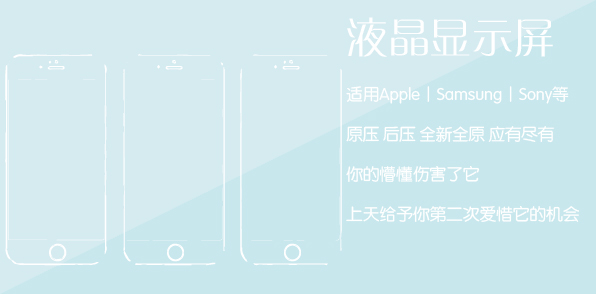 液晶显示屏
适用Apple｜Samsung｜Sony等
原压 后压 全新全原 应有尽有
你的懵懂伤害了它
上天给予你第二次爱惜它的机会